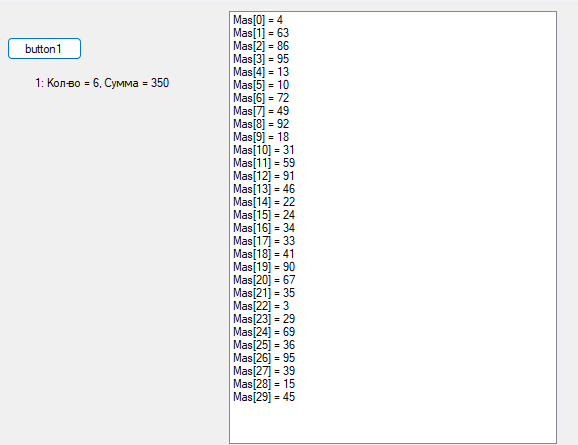 button1
1: Кол-во = 6, Сумма = 350
Mas[0] = 4
Mas[1] = 63
Mas[2] = 86
Mas[3] = 95
Mas[4] = 13
Mas[5] = 10
Mas[6] = 72
Mas[7] = 49
Mas[8] = 92
Mas[9] = 18
Mas[10] = 31
Mas[11] = 59
Mas[12] = 91
Mas[13] = 46
Mas[14] = 22
Mas[15] = 24
Mas[16] = 34
Mas[17] = 33
Mas[18] = 41
Mas[19] = 90
Mas[20] = 67
Mas[21] = 35
Mas[22] = 3
Mas[23] = 29
Mas[24] = 69
Mas[25] = 36
Mas[26] = 95
Mas[27] = 39
Mas[28] = 15
Mas[29] = 45